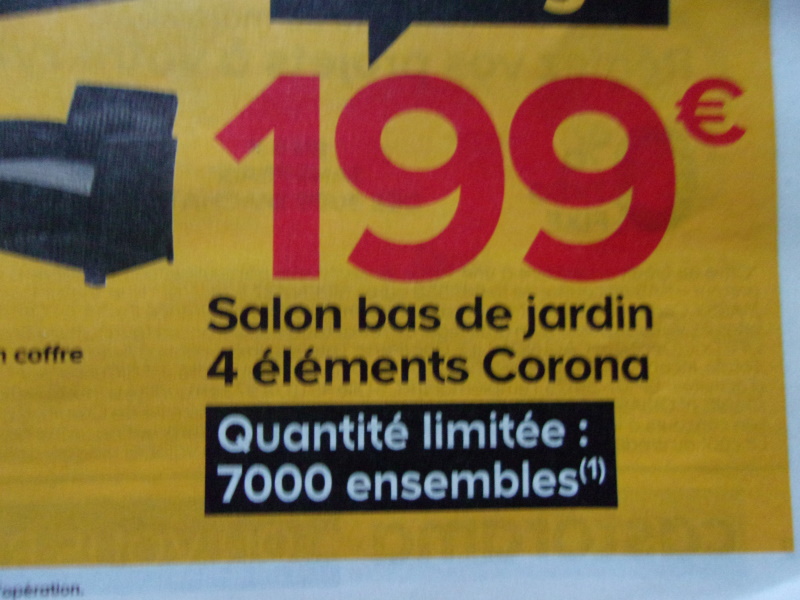 199€
Salon bas de jardin
4 éléments Corona
coffre
Quantité limitée :
7000 ensembles(1)
opération.